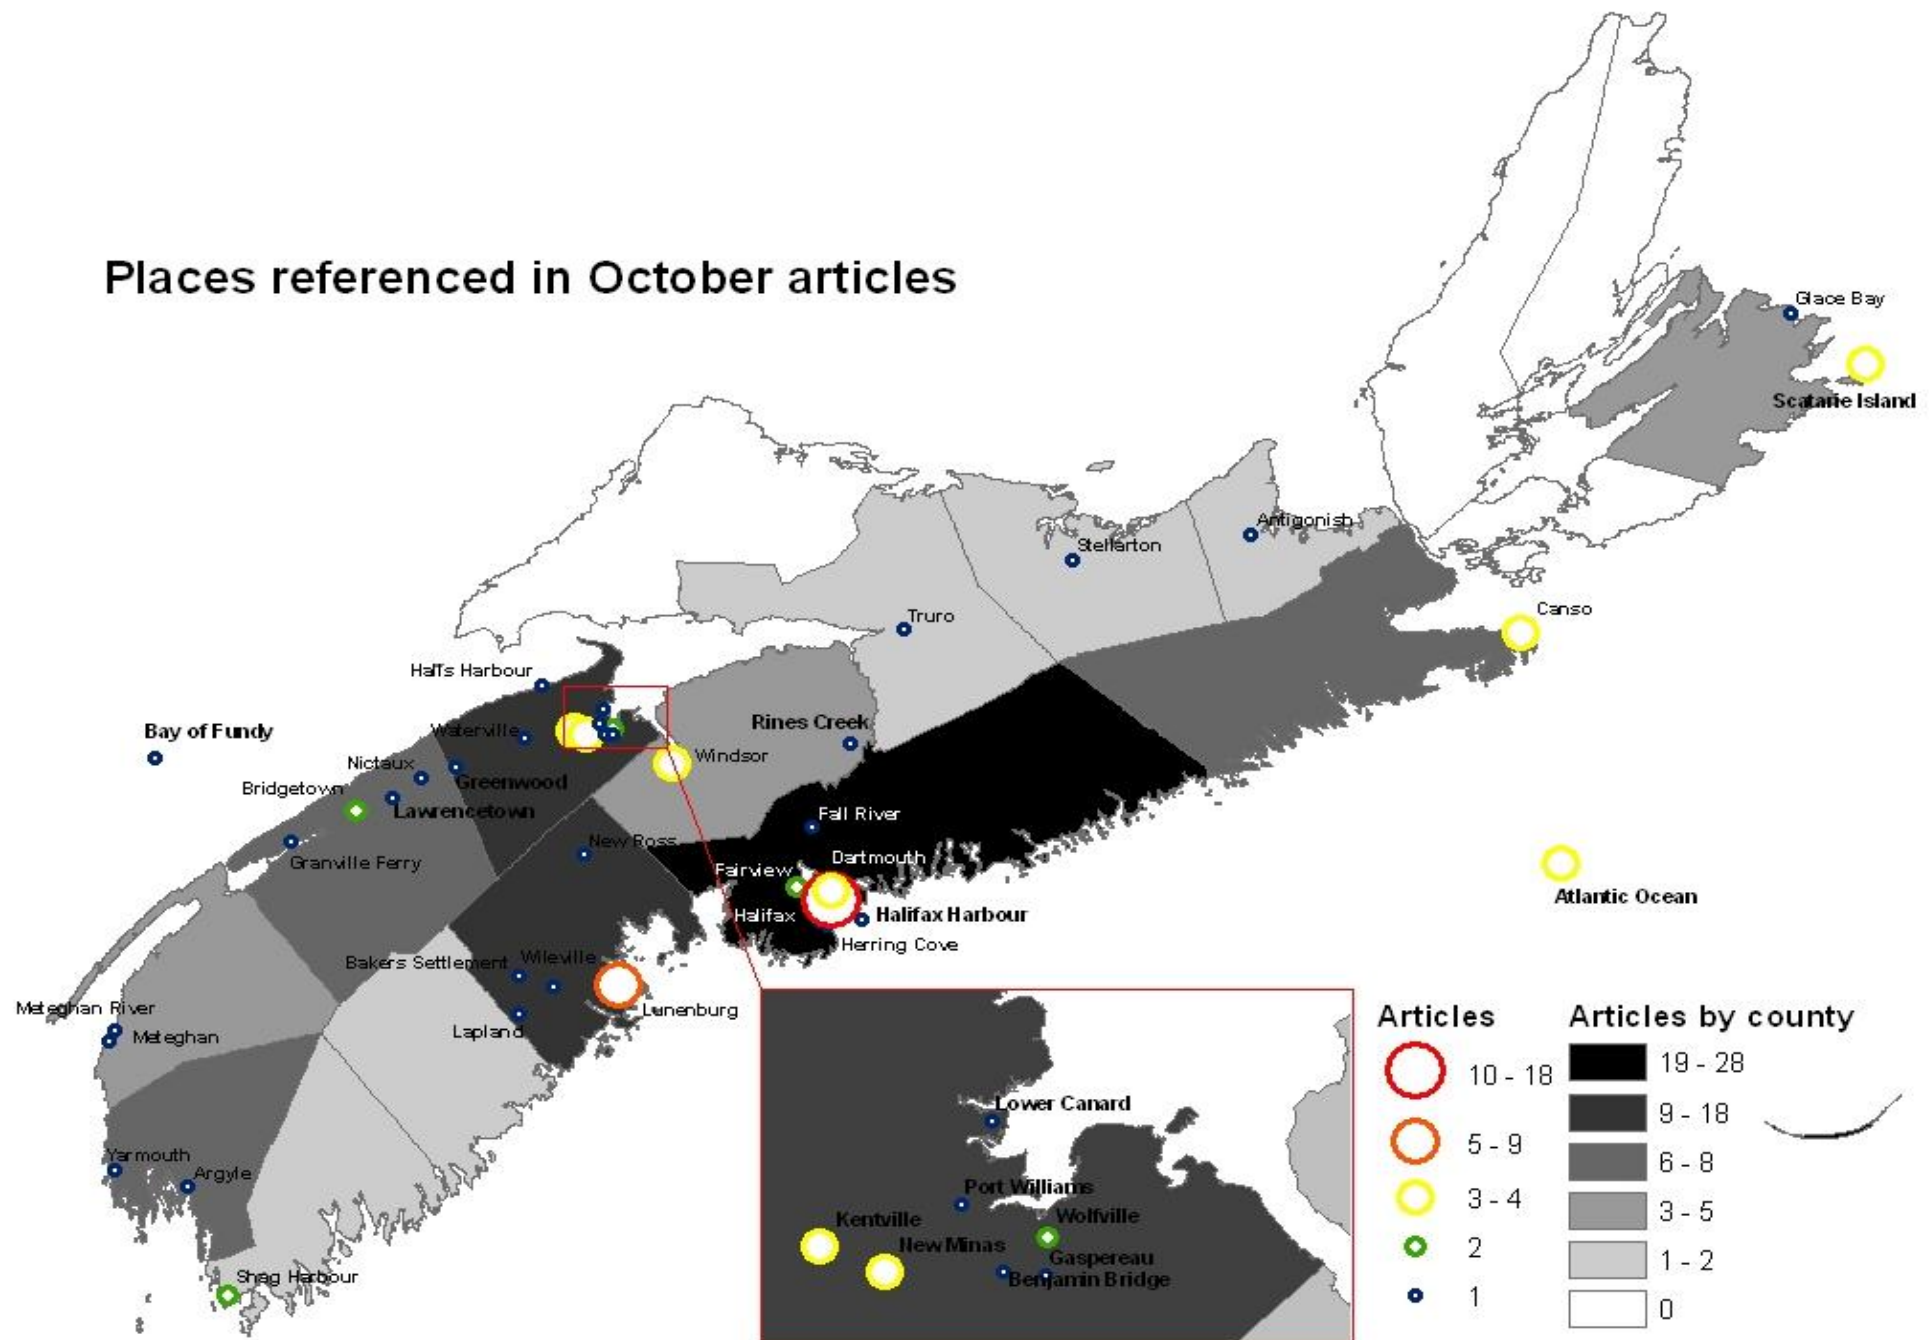 Places referenced in October articles
Glace Bay
Scatarie Island
Antigonish
Stellarton
Canso
Truro
Hall's Harbour
Bay of Fundy
Waterville
Rines Creek
Windsor
Nictaux
Greenwood
Bridgetown
Lawrencetown
Fall River
New Ross
Granville Ferry
Dartmouth
Fairview
Atlantic Ocean
Halifax
Halifax Harbour
Herring Cove
Bakers Settlement
Wileville
Meteghan River
Lunenburg
Meteghan
Lapland
Yarmouth
Argyle
Shag Harbour
Lower Canard
Port Williams
Kentville
Wolfville
New Minas
Gaspereau
Benjamin Bridge
Articles
10 - 18
5 - 9
3 - 4
2
1
Articles by county
19 - 28
9 - 18
6 - 8
3 - 5
1 - 2
0